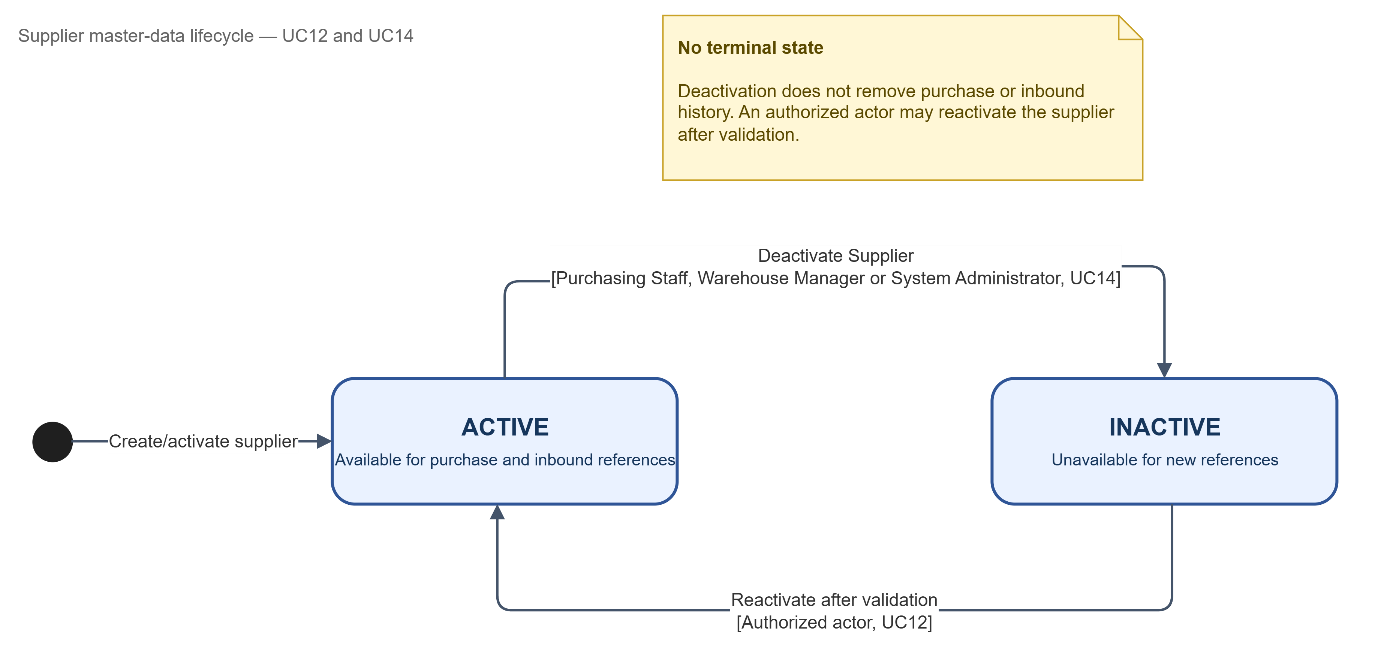 Supplier master-data lifecycle — UC12 and UC14
No terminal state
Deactivation does not remove purchase or inbound
history. An authorized actor may reactivate the supplier
after validation.
Deactivate Supplier
[Purchasing Staff, Warehouse Manager or System Administrator, UC14]
Create/activate supplier
ACTIVE
Available for purchase and inbound references
INACTIVE
Unavailable for new references
Reactivate after validation
[Authorized actor, UC12]